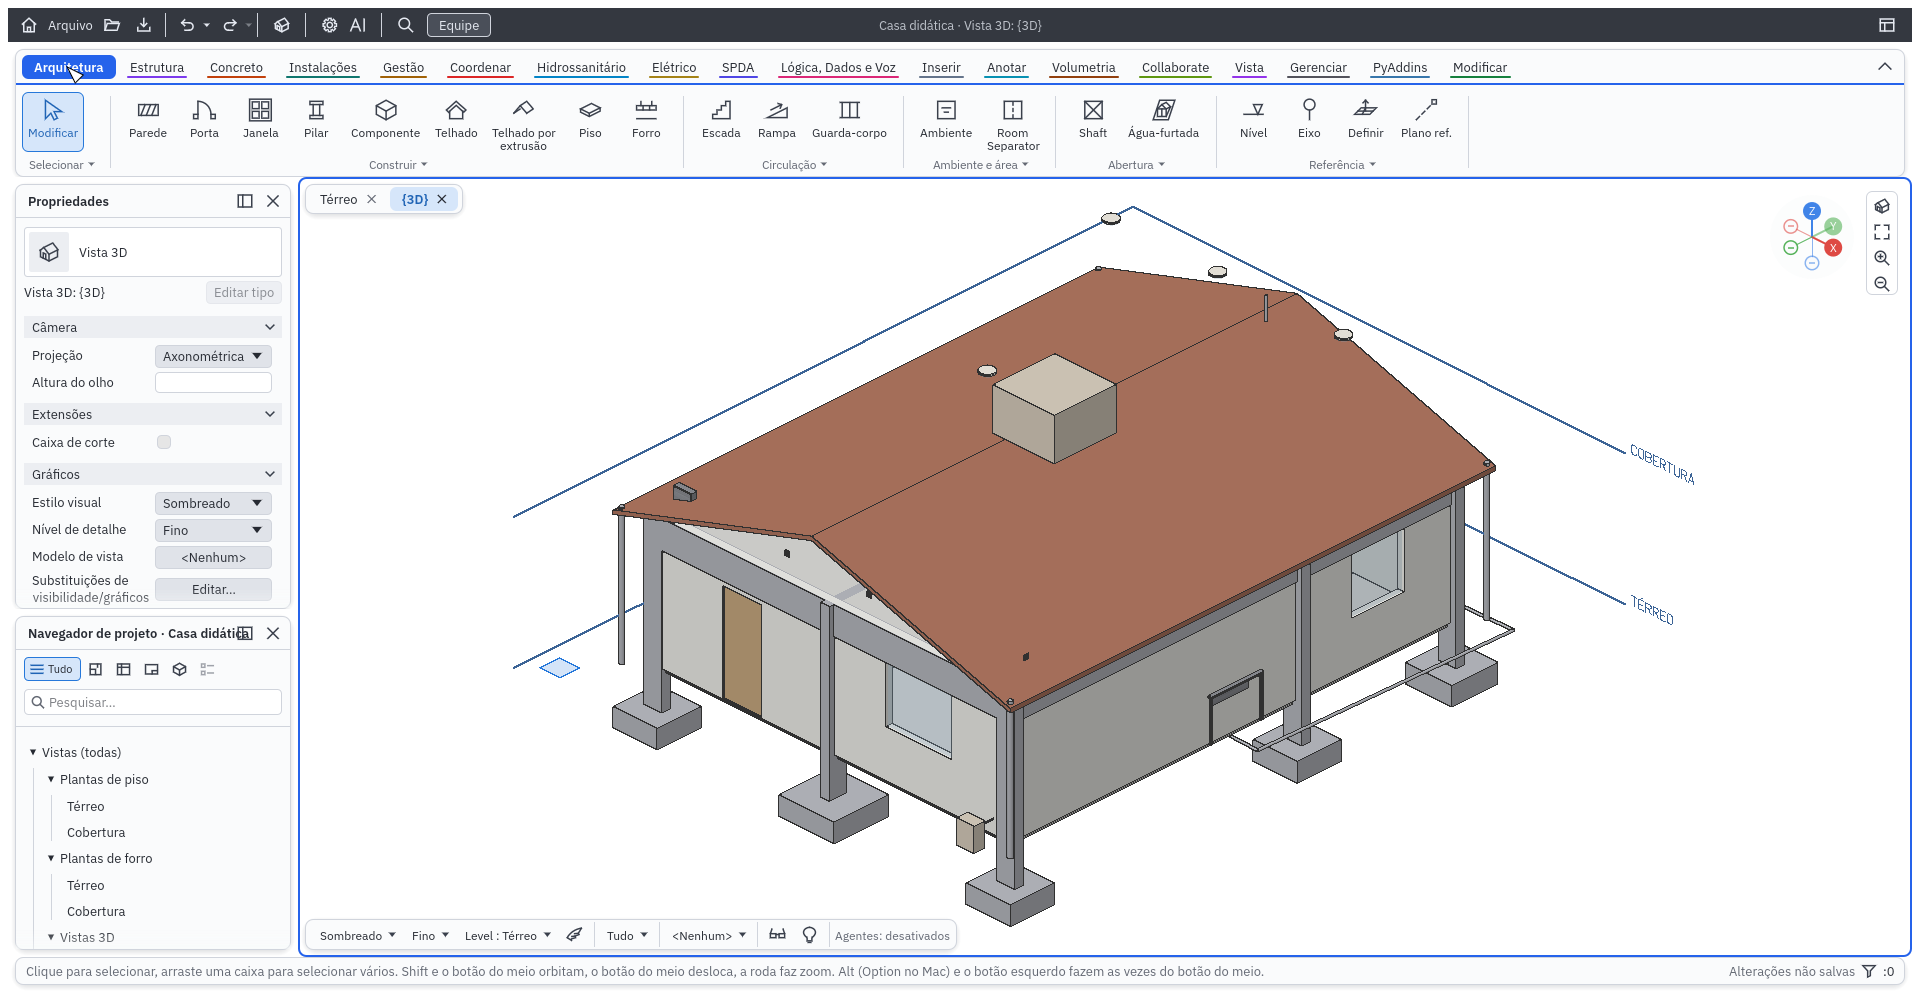 Arquivo
AI
Equipe
Casa didática · Vista 3D: {3D}
Arquitetura Estrutura Concreto Instalações Gestão Coordenar Hidrossanitário Elétrico SPDA Lógica, Dados e Voz Inserir Anotar Volumetria Collaborate Vista Gerenciar PyAddins Modificar
Modificar Parede Porta Janela Pilar Componente Telhado Telhado por extrusão Piso Forro Escada Rampa Guarda-corpo Ambiente Room Separator Shaft Água-furtada Nível Eixo Definir Plano ref.
Selecionar Construir Circulação Ambiente e área Abertura Referência
Propriedades
Vista 3D
Vista 3D: {3D} Editar tipo
Câmera
Projeção Axonométrica
Altura do olho
Extensões
Caixa de corte
Gráficos
Estilo visual Sombreado
Nível de detalhe Fino
Modelo de vista <Nenhum>
Substituições de visibilidade/gráficos Editar...
Navegador de projeto · Casa didática
Tudo
Pesquisar...
Vistas (todas)
Plantas de piso
Térreo
Cobertura
Plantas de forro
Térreo
Cobertura
Vistas 3D
Térreo {3D}
Z
Y
X
COBERTURA
TÉRREO
Sombreado Fino Level : Térreo Tudo <Nenhum> Agentes: desativados
Clique para selecionar, arraste uma caixa para selecionar vários. Shift e o botão do meio orbitam, o botão do meio desloca, a roda faz zoom. Alt (Option no Mac) e o botão esquerdo fazem as vezes do botão do meio.
Alterações não salvas :0